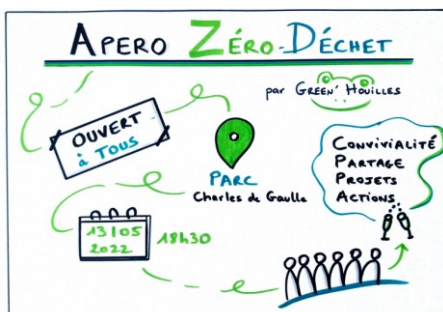 APERO ZÉRO-DÉCHET
par GREEN'HOUILLES
OUVERT
à TOUS
PARC
Charles de Gaulle
CONVIVIALITÉ
PARTAGE
PROJETS
ACTIONS
13/05
2022
18h30